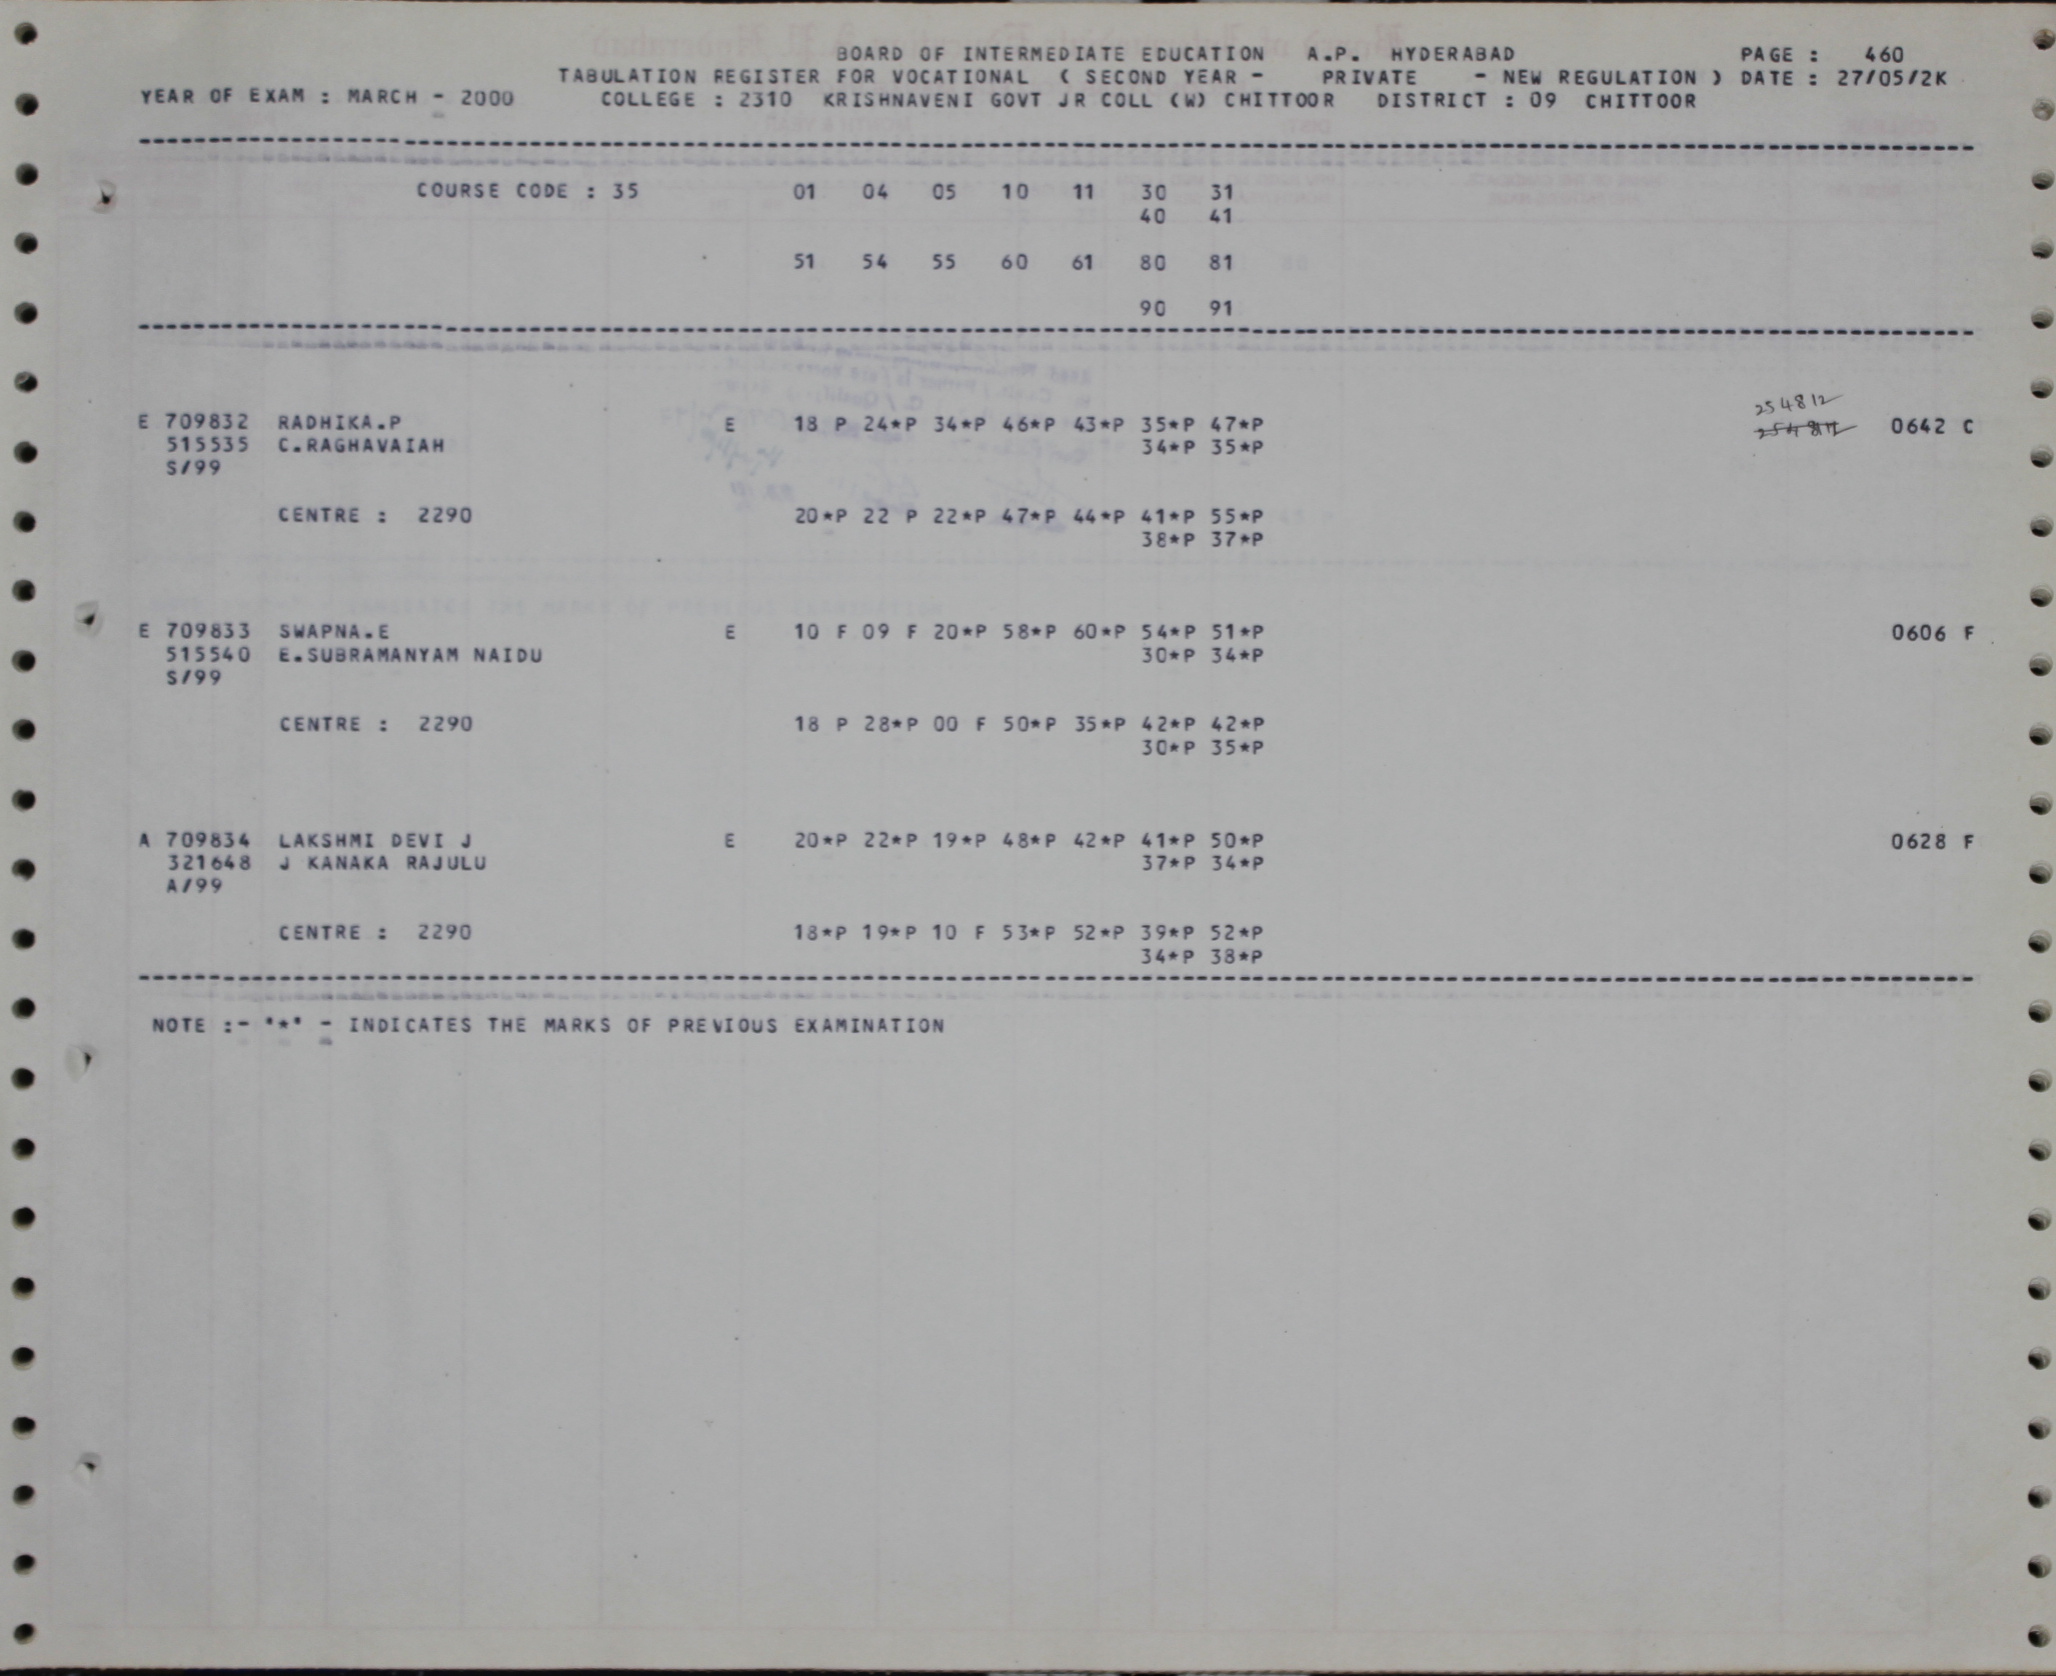 BOARD OF INTERMEDIATE EDUCATION A.P. HYDERABAD PAGE : 460
TABULATION REGISTER FOR VOCATIONAL ( SECOND YEAR - PRIVATE - NEW REGULATION ) DATE : 27/05/2K
YEAR OF EXAM : MARCH - 2000 COLLEGE : 2310 KRISHNAVENI GOVT JR COLL (W) CHITTOOR DISTRICT : 09 CHITTOOR
COURSE CODE : 35 01 04 05 10 11 30 31
40 41
51 54 55 60 61 80 81
90 91
254812
E 709832 RADHIKA.P E 18 P 24*P 34*P 46*P 43*P 35*P 47*P 0642 C
515535 C.RAGHAVAIAH 34*P 35*P
S/99
CENTRE : 2290 20*P 22 P 22*P 47*P 44*P 41*P 55*P
38*P 37*P
E 709833 SWAPNA.E E 10 F 09 F 20*P 58*P 60*P 54*P 51*P 0606 F
515540 E.SUBRAMANYAM NAIDU 30*P 34*P
S/99
CENTRE : 2290 18 P 28*P 00 F 50*P 35*P 42*P 42*P
30*P 35*P
A 709834 LAKSHMI DEVI J E 20*P 22*P 19*P 48*P 42*P 41*P 50*P 0628 F
321648 J KANAKA RAJULU 37*P 34*P
A/99
CENTRE : 2290 18*P 19*P 10 F 53*P 52*P 39*P 52*P
34*P 38*P
NOTE :- "*" - INDICATES THE MARKS OF PREVIOUS EXAMINATION